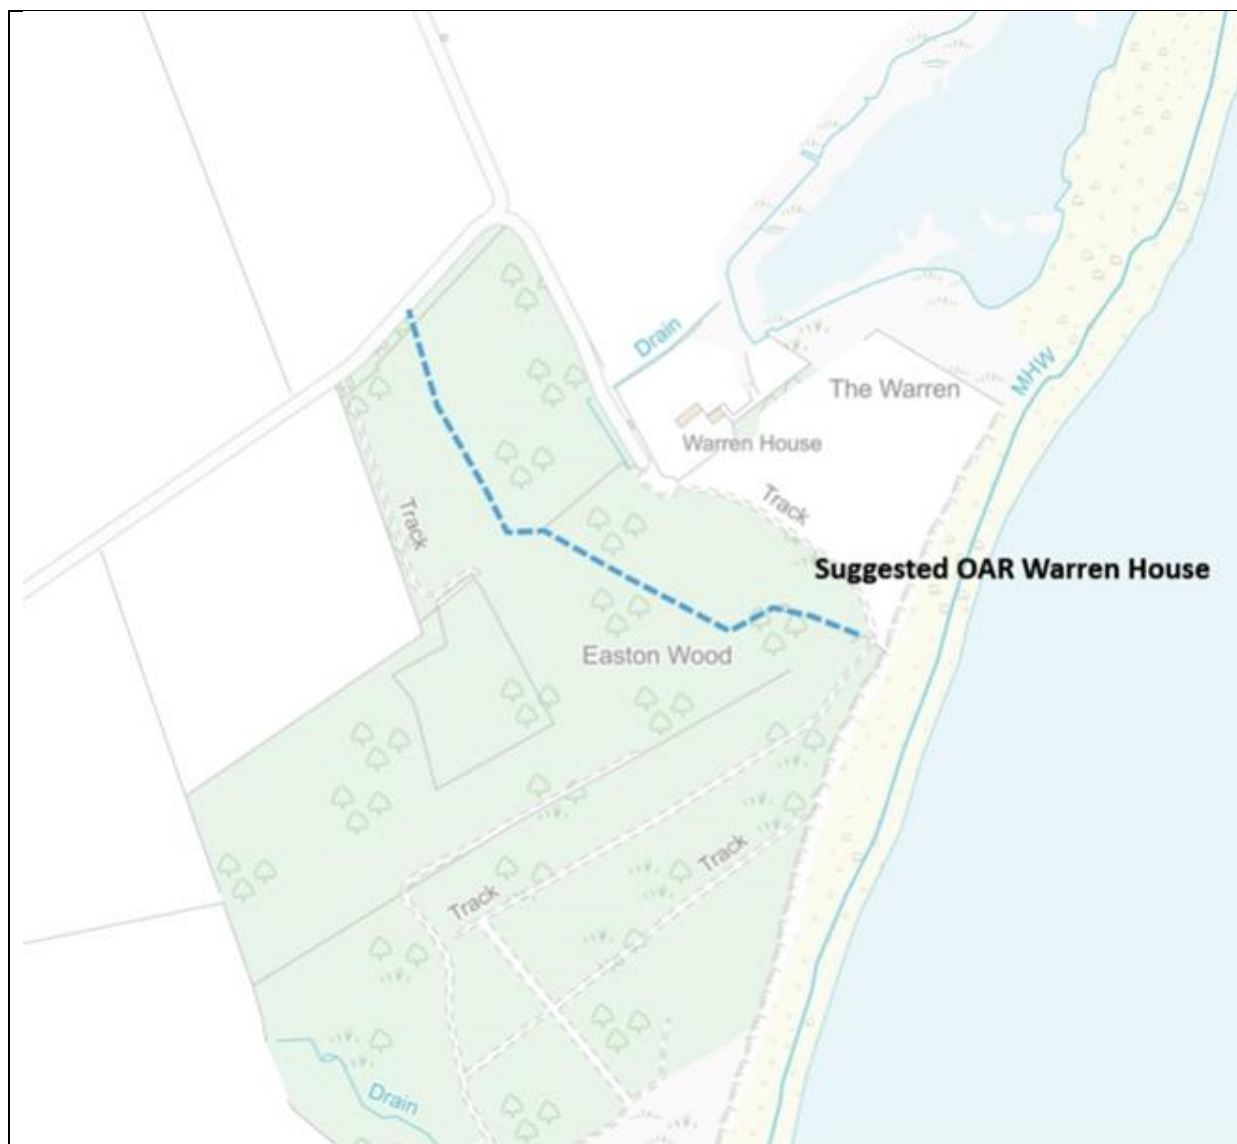 Drain
The Warren
MHW
Warren House
Track
Track
Suggested OAR Warren House
Easton Wood
Track
Track
Drain